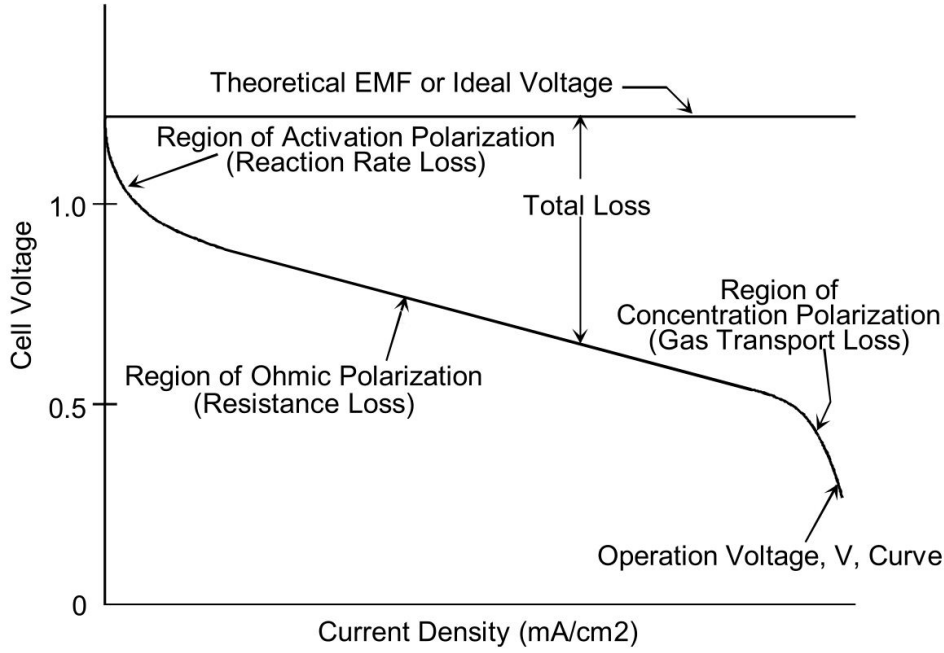 Theoretical EMF or Ideal Voltage
Region of Activation Polarization
(Reaction Rate Loss)
1.0
Total Loss
Cell Voltage
Region of
Concentration Polarization
(Gas Transport Loss)
Region of Ohmic Polarization
(Resistance Loss)
0.5
Operation Voltage, V, Curve
0
Current Density (mA/cm2)